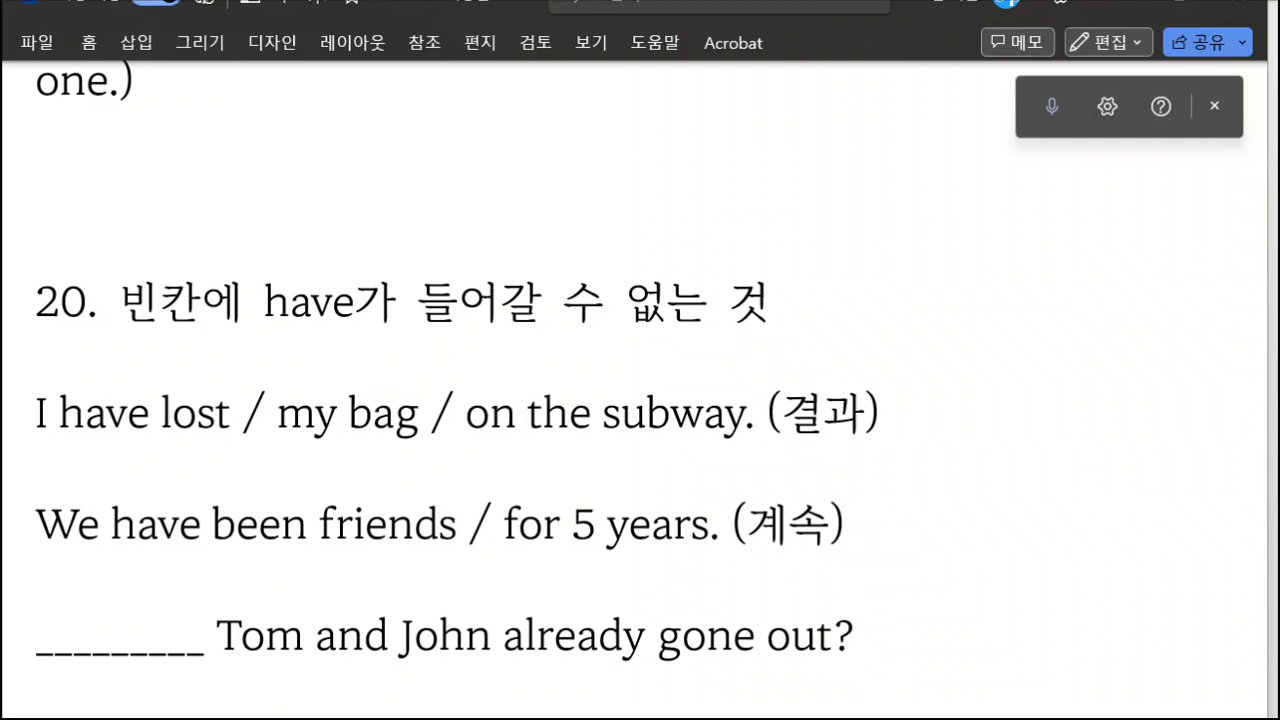 파일 홈 삽입 그리기 디자인 레이아웃 참조 편지 검토 보기 도움말 Acrobat 메모 편집 공유
one.)
20. 빈칸에 have가 들어갈 수 없는 것
I have lost / my bag / on the subway. (결과)
We have been friends / for 5 years. (계속)
_________ Tom and John already gone out?